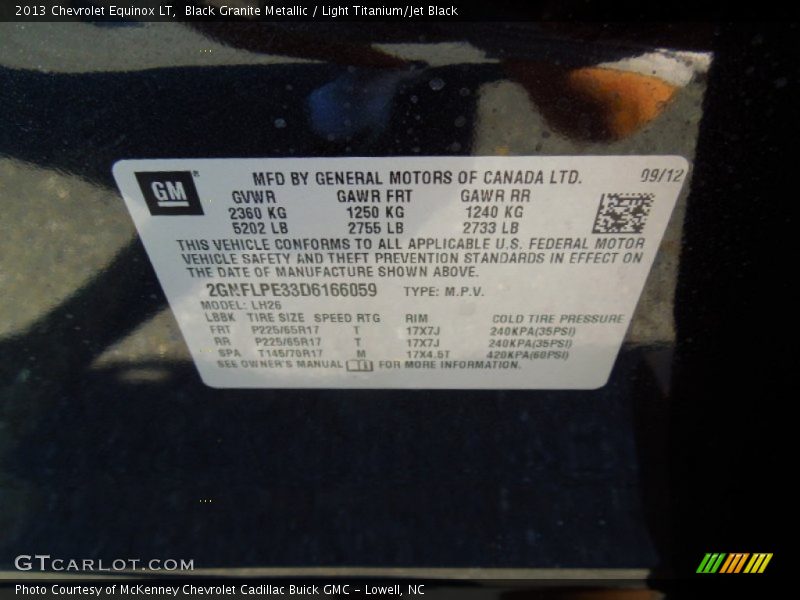 2013 Chevrolet Equinox LT,  Black Granite Metallic / Light Titanium/Jet Black
GM ®
MFD BY GENERAL MOTORS OF CANADA LTD. 09/12
GVWR GAWR FRT GAWR RR
2360 KG 1250 KG 1240 KG
5202 LB 2755 LB 2733 LB
THIS VEHICLE CONFORMS TO ALL APPLICABLE U.S. FEDERAL MOTOR
VEHICLE SAFETY AND THEFT PREVENTION STANDARDS IN EFFECT ON
THE DATE OF MANUFACTURE SHOWN ABOVE.
2GNFLPE33D6166059 TYPE: M.P.V.
MODEL: LH26
LBBK TIRE SIZE SPEED RTG RIM COLD TIRE PRESSURE
FRT P225/65R17 T 17X7J 240KPA(35PSI)
RR P225/65R17 T 17X7J 240KPA(35PSI)
SPA T145/70R17 M 17X4.5T 420KPA(60PSI)
SEE OWNER'S MANUAL FOR MORE INFORMATION.
GTCARLOT.COM
Photo Courtesy of McKenney Chevrolet Cadillac Buick GMC - Lowell, NC